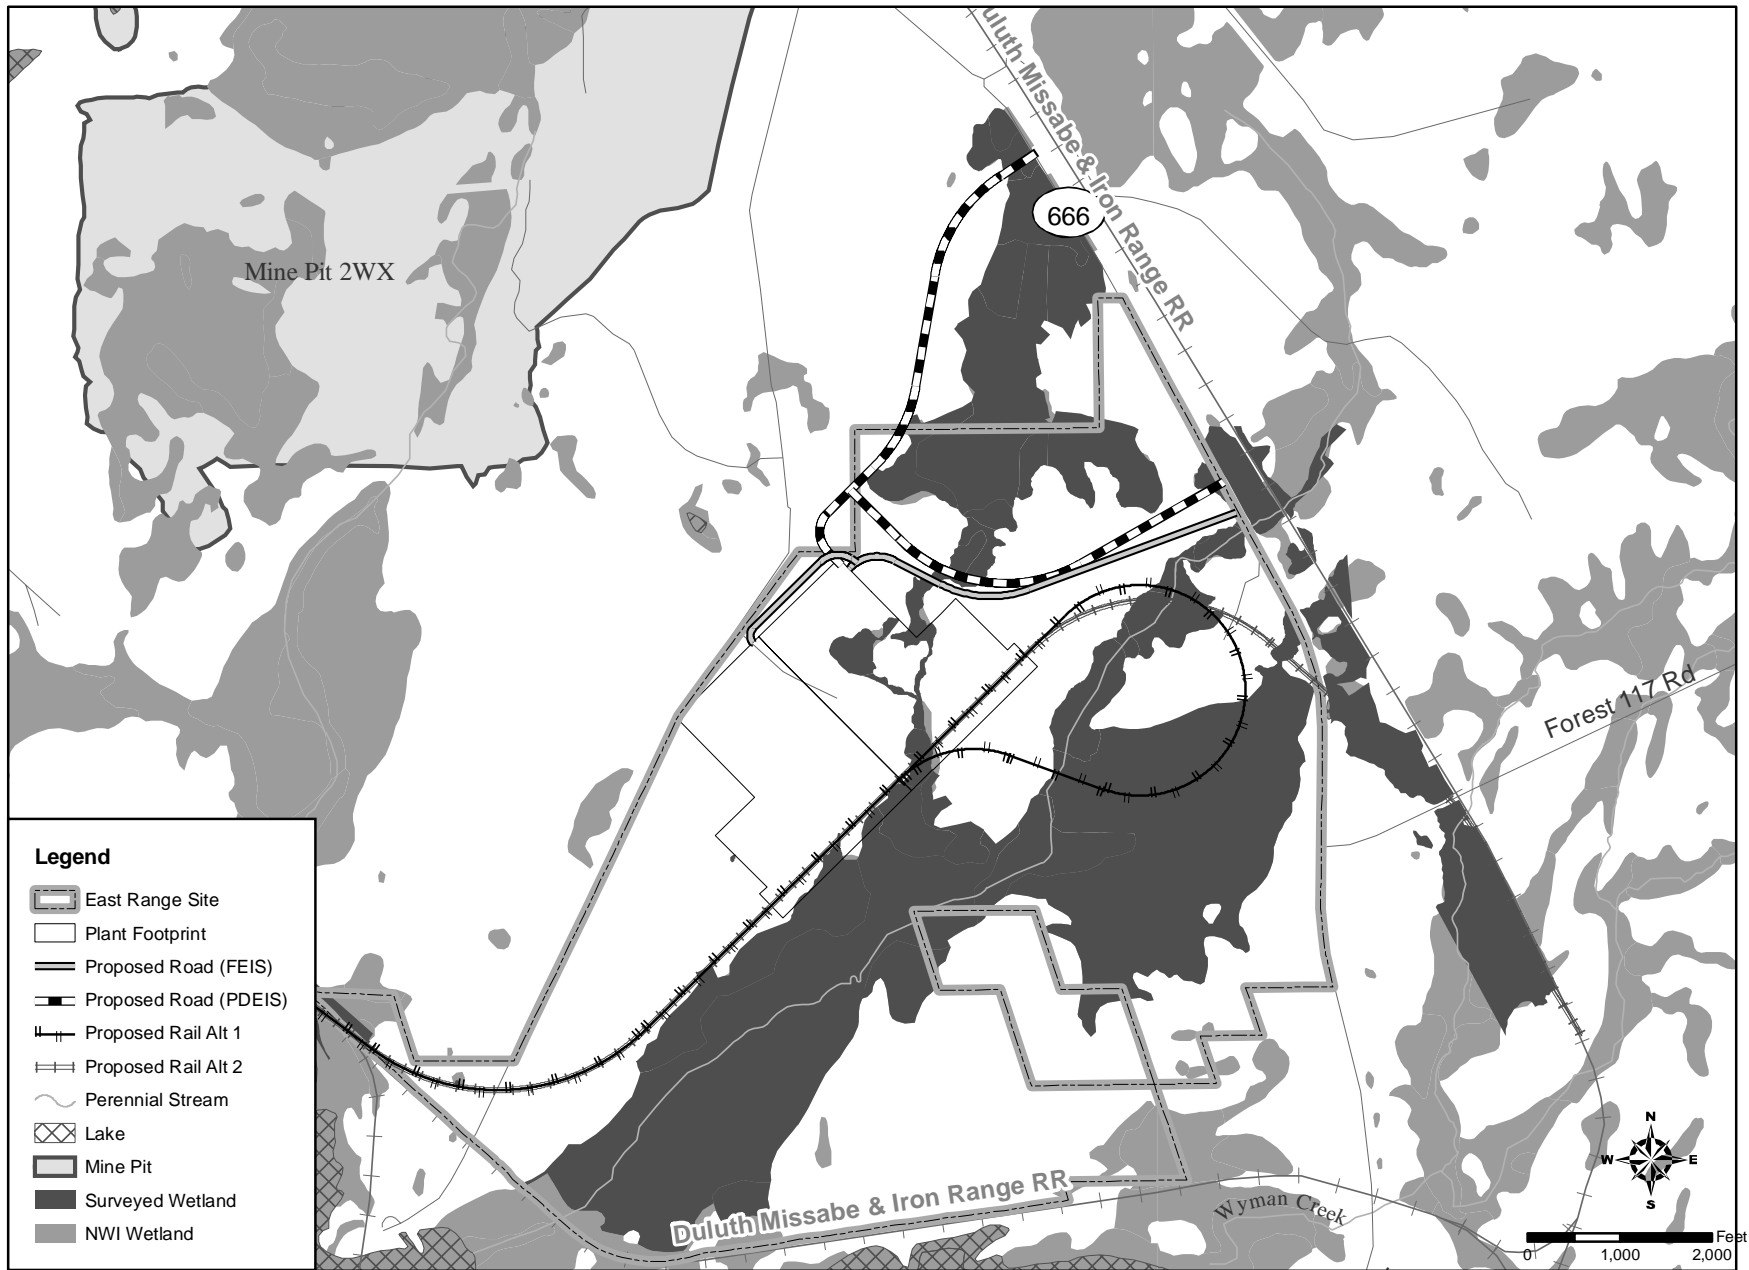 Duluth Missabe & Iron Range RR
666
Mine Pit 2WX
Forest 117 Rd
Legend
East Range Site
Plant Footprint
Proposed Road (FEIS)
Proposed Road (PDEIS)
Proposed Rail Alt 1
Proposed Rail Alt 2
Perennial Stream
Lake
Mine Pit
Surveyed Wetland
NWI Wetland
Duluth Missabe & Iron Range RR
Wyman Creek
N
W E
S
Feet
0 1,000 2,000